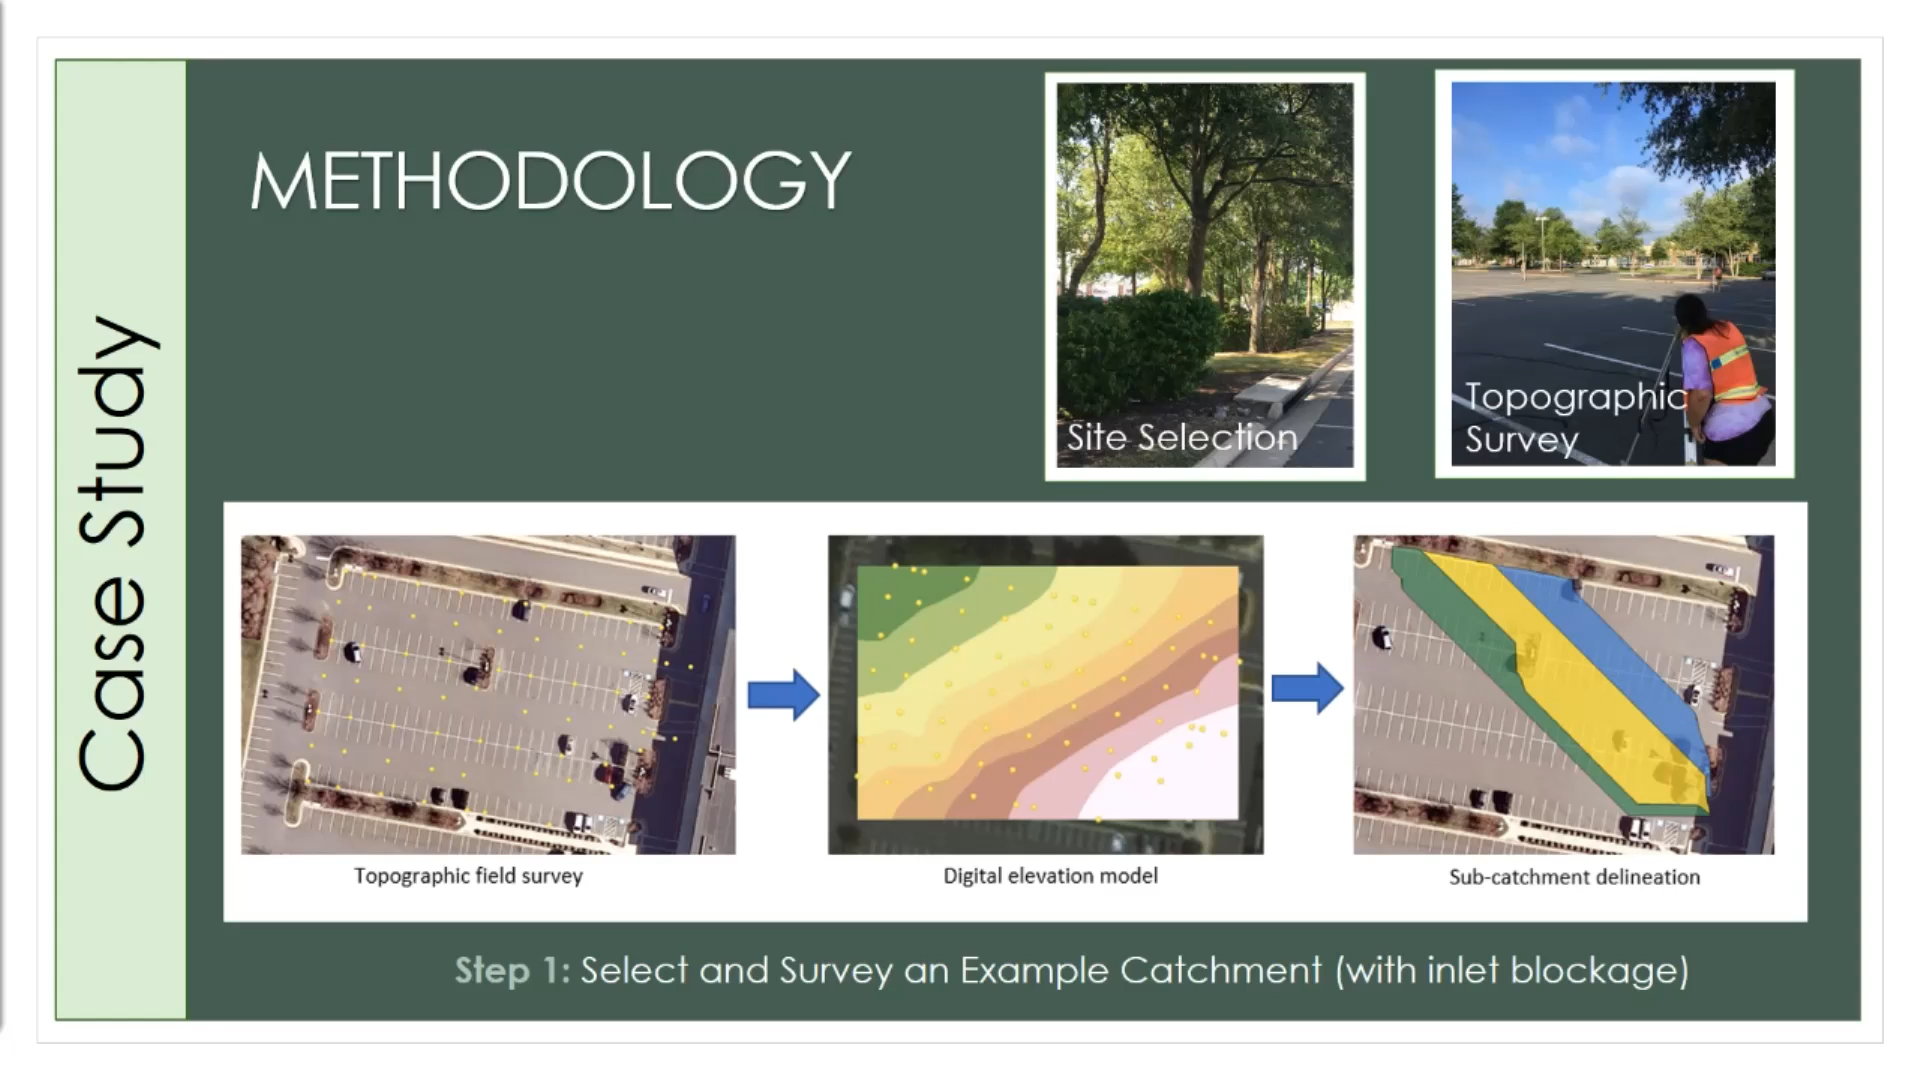 Case Study
METHODOLOGY
Site Selection
Topographic
Survey
Topographic field survey
Digital elevation model
Sub-catchment delineation
Step 1: Select and Survey an Example Catchment (with inlet blockage)